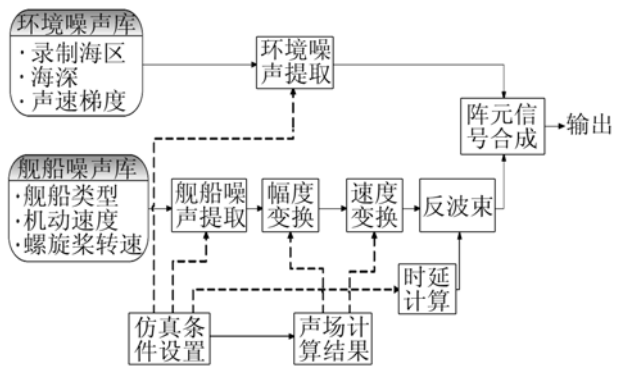 环境噪声库
·录制海区
·海深
·声速梯度
环境噪
声提取
阵元信
号合成
输出
舰船噪声库
·舰船类型
·机动速度
·螺旋桨转速
舰船噪
声提取
幅度
变换
速度
变换
反波束
时延
计算
仿真条
件设置
声场计
算结果